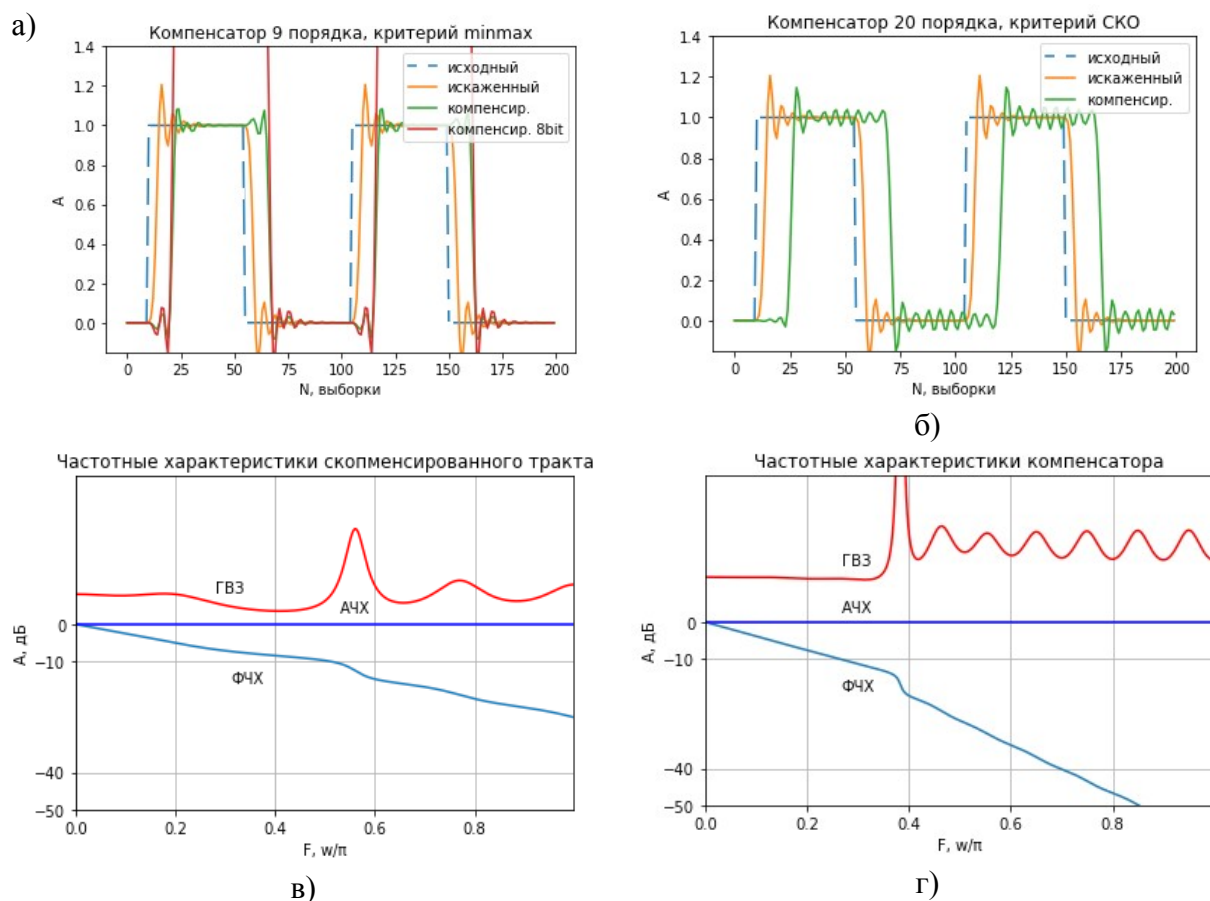 а)
Компенсатор 9 порядка, критерий minmax
1.4
1.2
1.0
0.8
0.6
0.4
0.2
0.0
A
исходный
искаженный
компенсир.
компенсир. 8bit
0 25 50 75 100 125 150 175 200
N, выборки
Компенсатор 20 порядка, критерий СКО
1.4
1.2
1.0
0.8
0.6
0.4
0.2
0.0
A
исходный
искаженный
компенсир.
0 25 50 75 100 125 150 175 200
N, выборки
б)
Частотные характеристики скопменсированного тракта
ГВЗ
АЧХ
ФЧХ
0
−10
−40
−50
A, дБ
0.0 0.2 0.4 0.6 0.8
F, w/π
в)
Частотные характеристики компенсатора
ГВЗ
АЧХ
ФЧХ
0
−10
−40
−50
A, дБ
0.0 0.2 0.4 0.6 0.8
F, w/π
г)